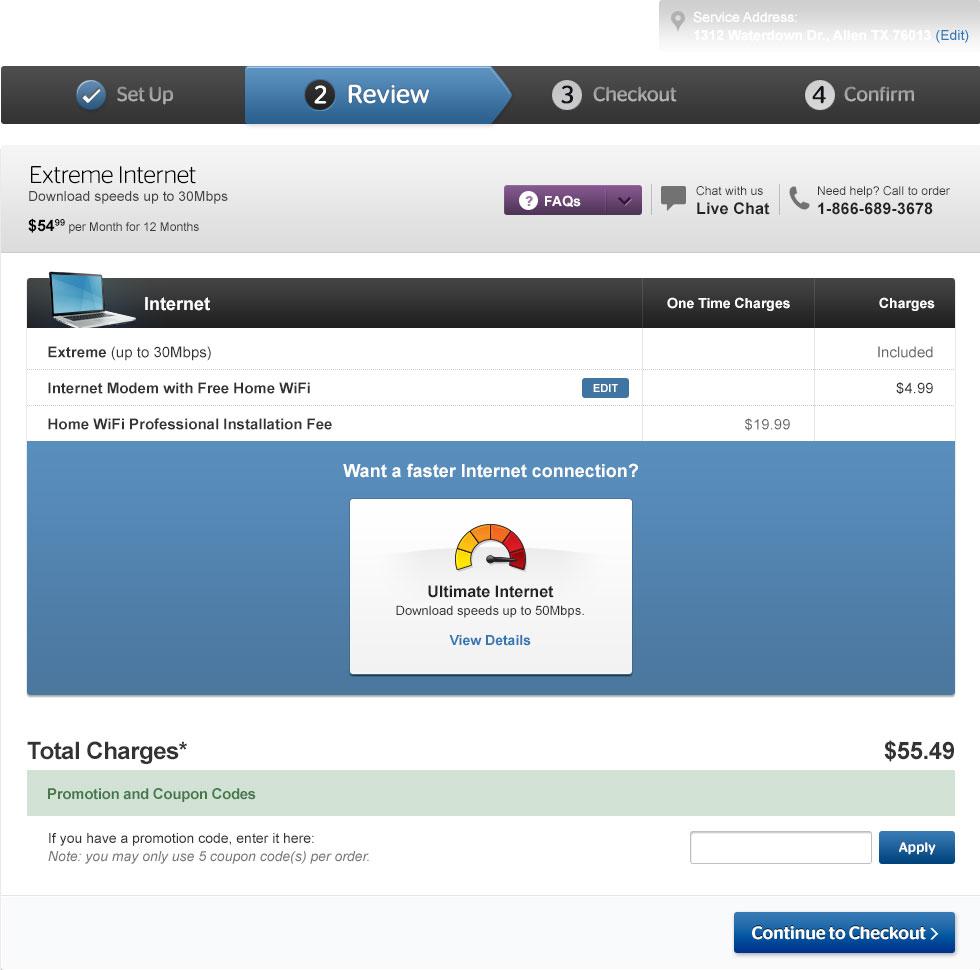 Service Address:
1312 Waterdown Dr., Allen TX 76013 (Edit)
Set Up
2 Review
3 Checkout
4 Confirm
Extreme Internet
Download speeds up to 30Mbps
$54⁹⁹ per Month for 12 Months
? FAQs
Chat with us
Live Chat
Need help? Call to order
1-866-689-3678
Internet One Time Charges Charges
Extreme (up to 30Mbps) Included
Internet Modem with Free Home WiFi EDIT $4.99
Home WiFi Professional Installation Fee $19.99
Want a faster Internet connection?
Ultimate Internet
Download speeds up to 50Mbps.
View Details
Total Charges* $55.49
Promotion and Coupon Codes
If you have a promotion code, enter it here:
Note: you may only use 5 coupon code(s) per order.
Apply
Continue to Checkout >